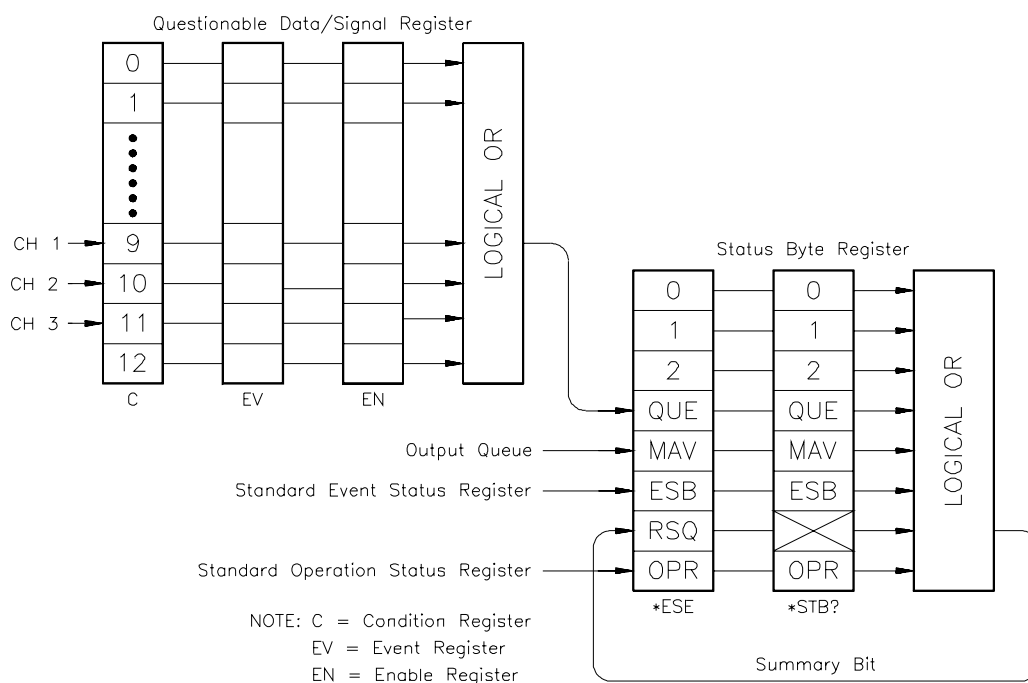 Questionable Data/Signal Register
0
1
9
10
11
12
CH 1
CH 2
CH 3
C
EV
EN
LOGICAL OR
Status Byte Register
0
1
2
QUE
MAV
ESB
RSQ
OPR
0
1
2
QUE
MAV
ESB
OPR
LOGICAL OR
Output Queue
Standard Event Status Register
Standard Operation Status Register
*ESE
*STB?
Summary Bit
NOTE: C = Condition Register
EV = Event Register
EN = Enable Register